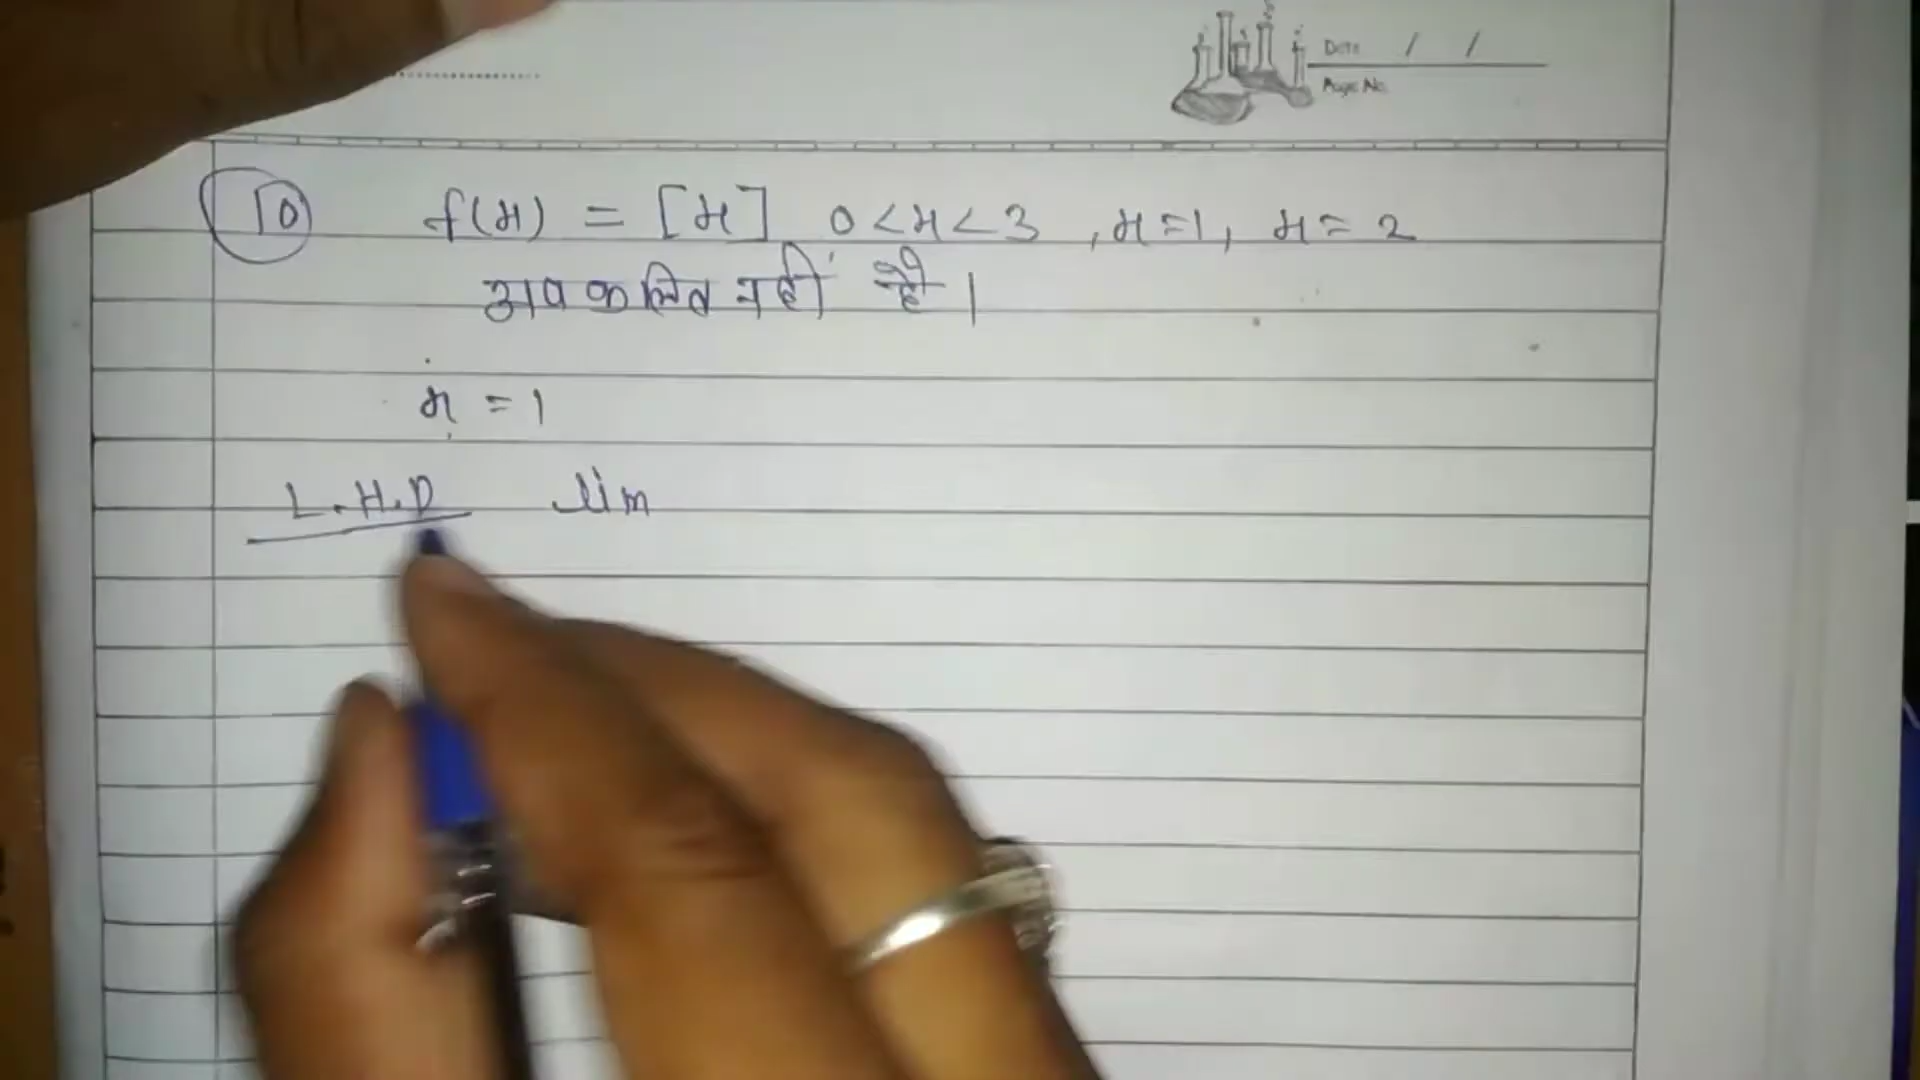 Date / /
Page No.
10 f(x) = [x] 0<x<3 , x=1, x=2
अवकलित नहीं है।
x = 1
L.H.D lim